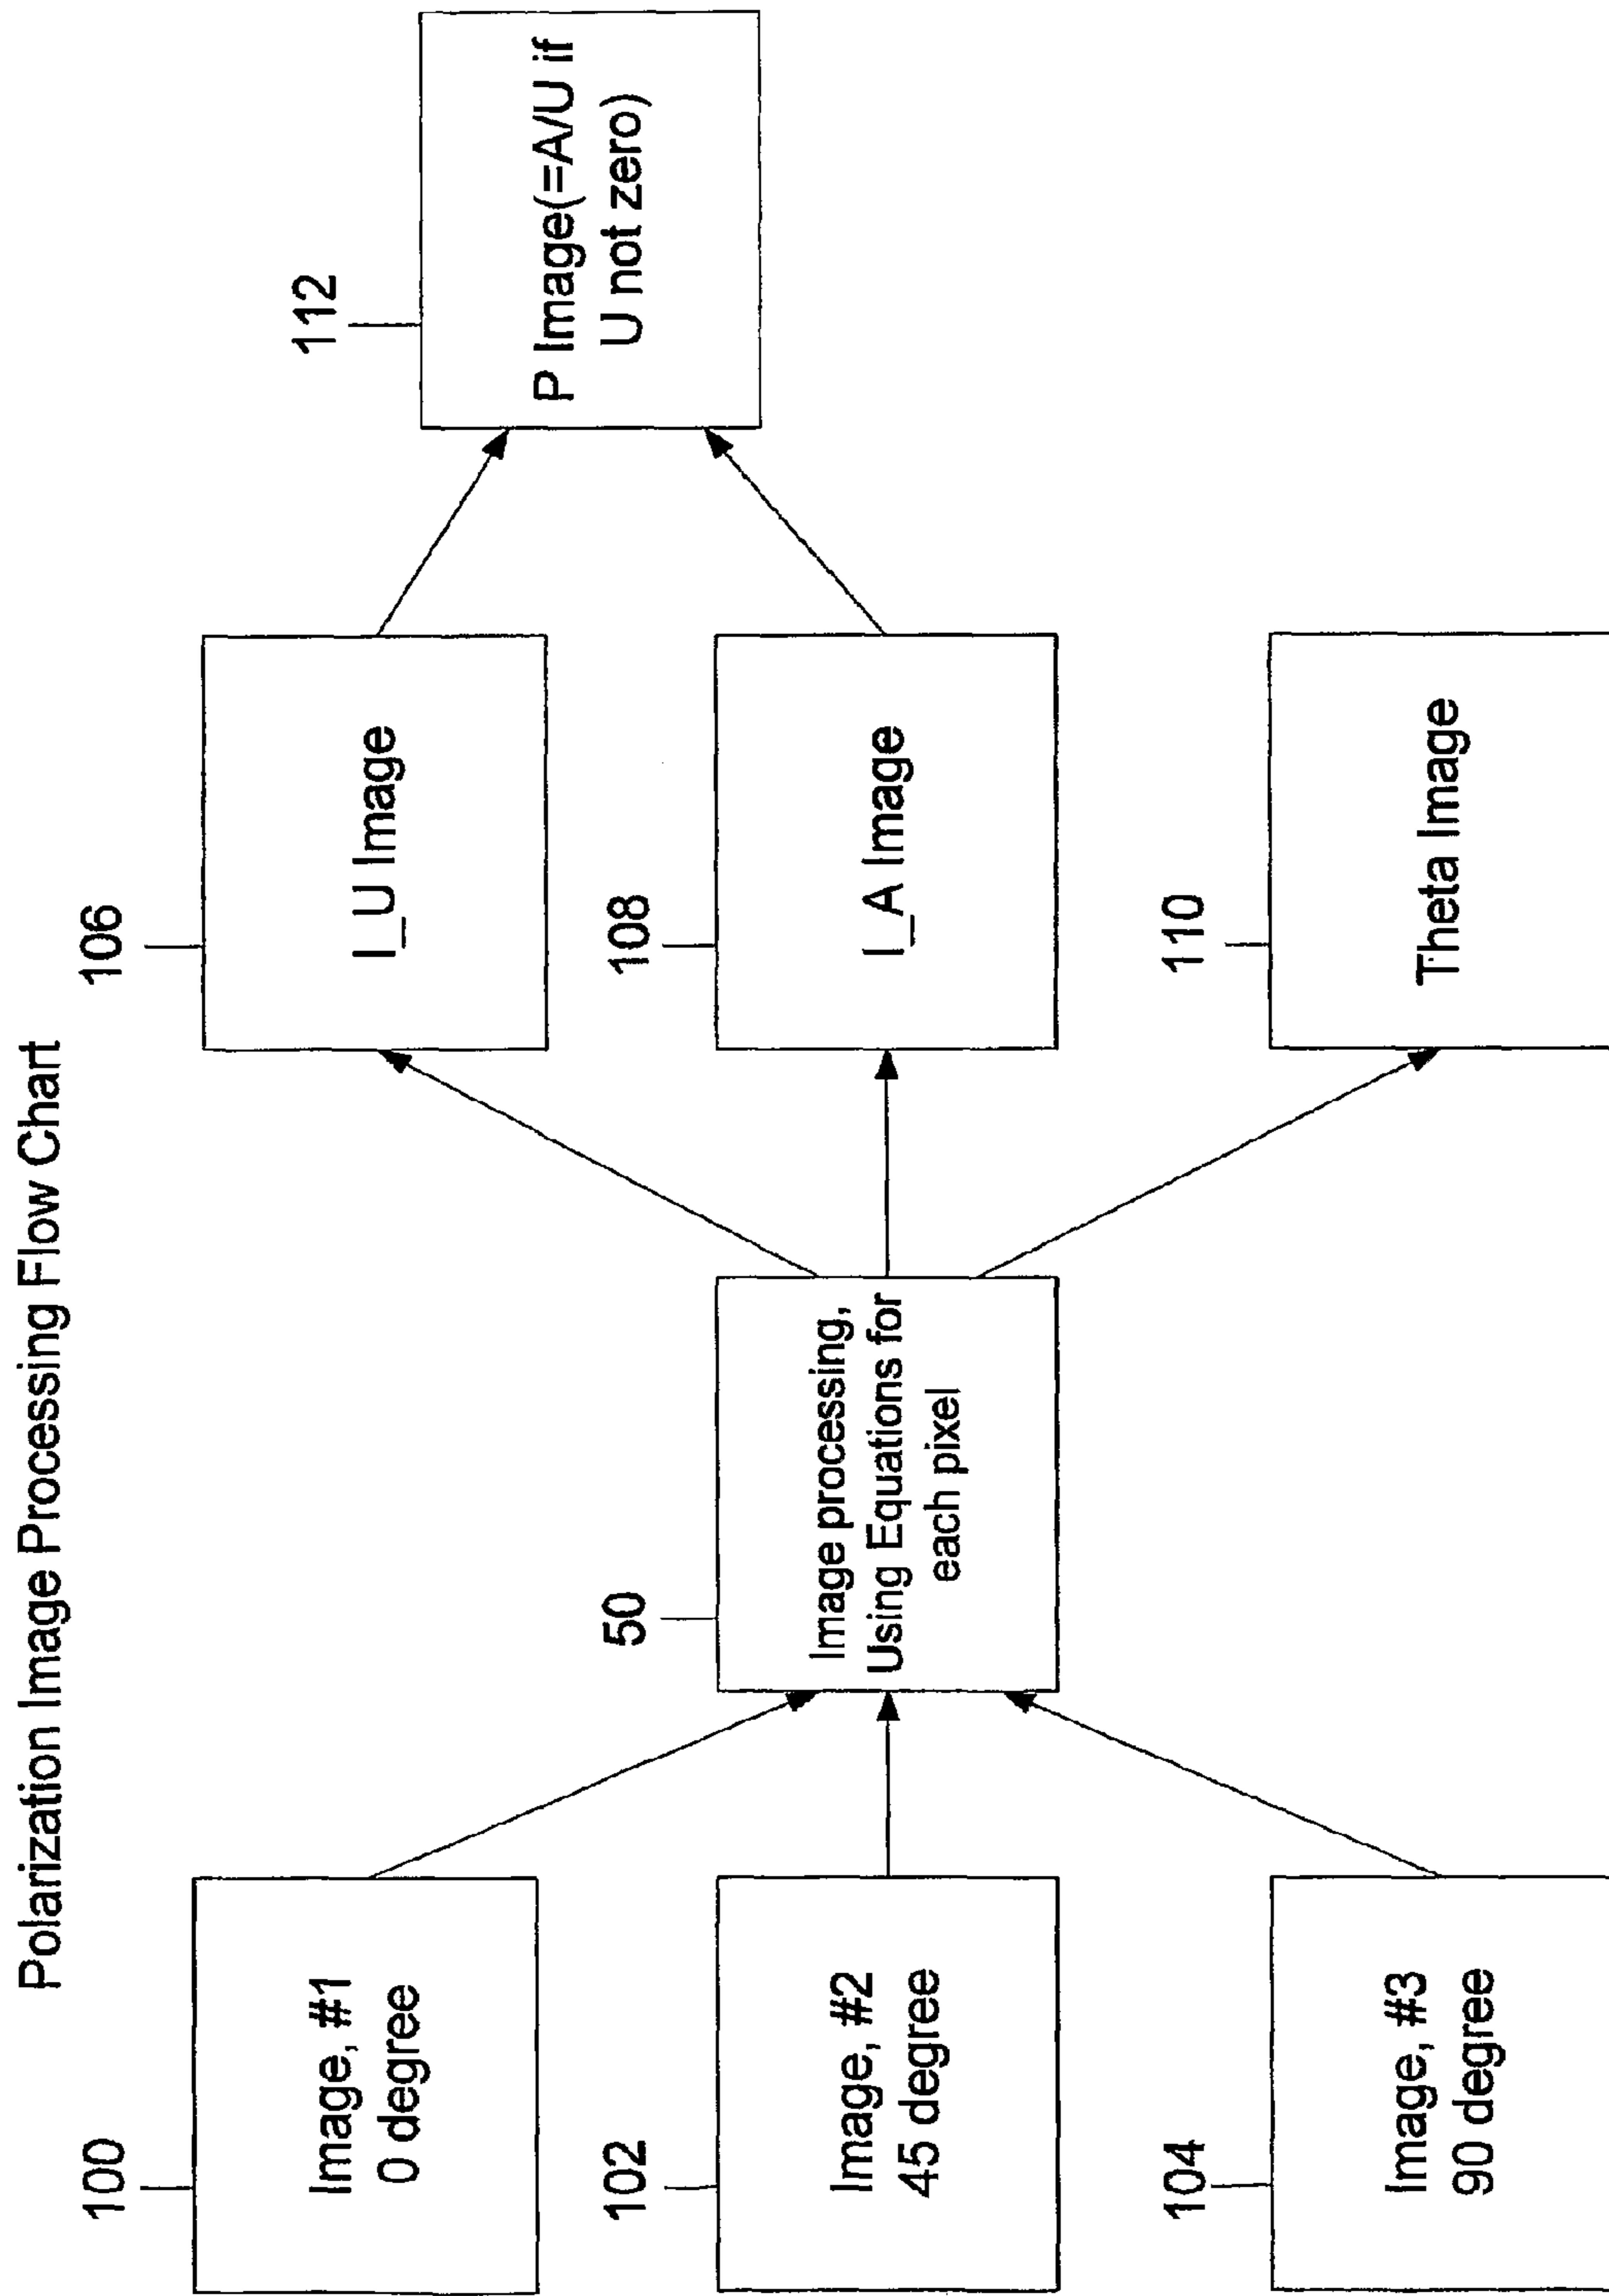 Polarization Image Processing Flow Chart
100
Image, #1
0 degree
102
Image, #2
45 degree
104
Image, #3
90 degree
50
Image processing,
Using Equations for
each pixel
106
I_U Image
108
I_A Image
110
Theta Image
112
P Image(=A/U if
U not zero)